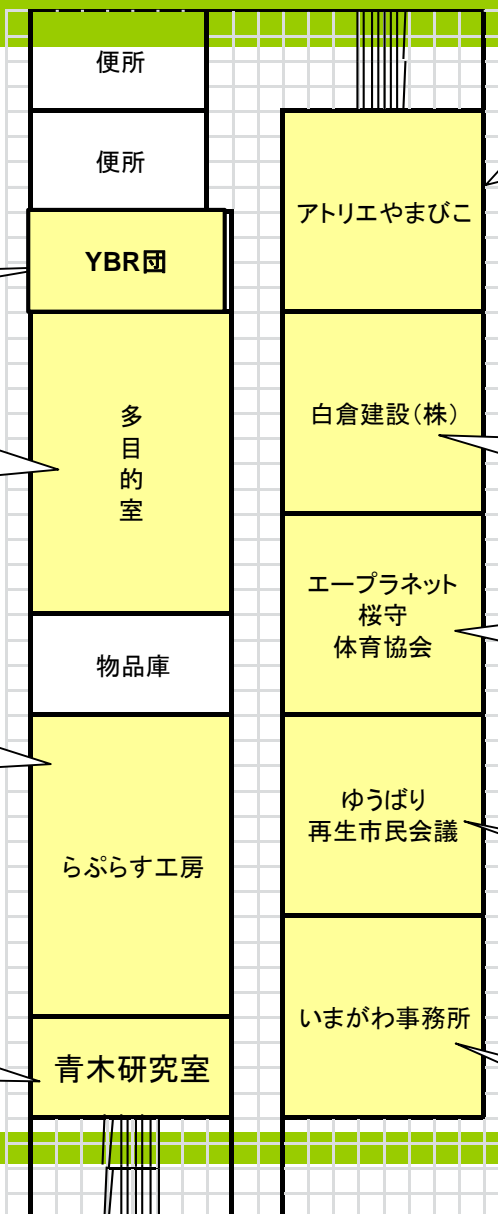 便所
便所
YBR団
多
目
的
室
物品庫
らぷらす工房
青木研究室
アトリエやまびこ
白倉建設(株)
エープラネット
桜守
体育協会
ゆうばり
再生市民会議
いまがわ事務所